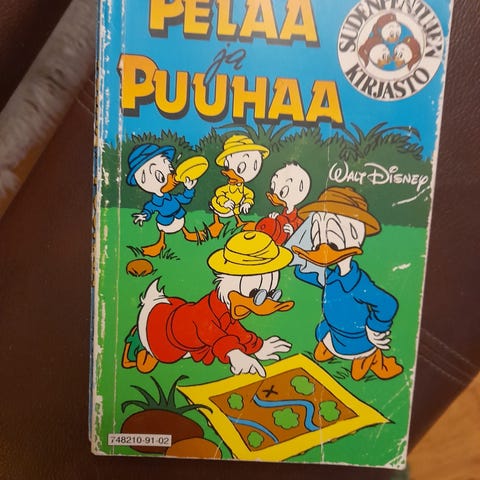 PELAA
ja
PUUHAA
SUDENPENTUJEN
KIRJASTO
WALT DISNEY
748210-91-02